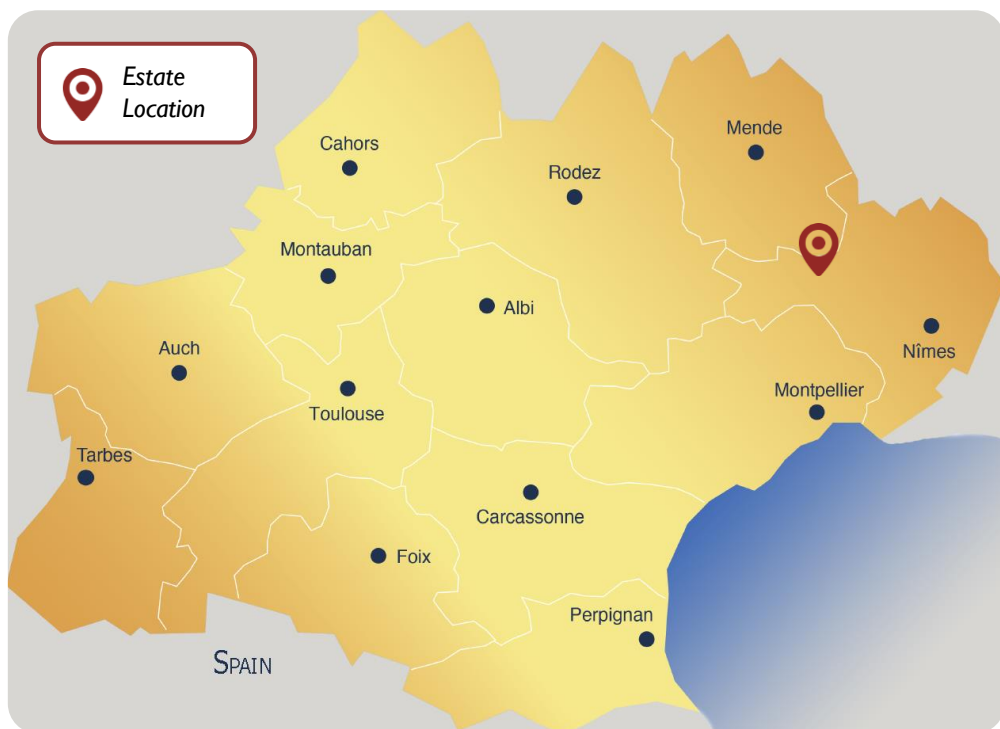 Estate
Location
Mende
Cahors
Rodez
Montauban
Albi
Auch
Nîmes
Montpellier
Toulouse
Tarbes
Carcassonne
Foix
Perpignan
SPAIN